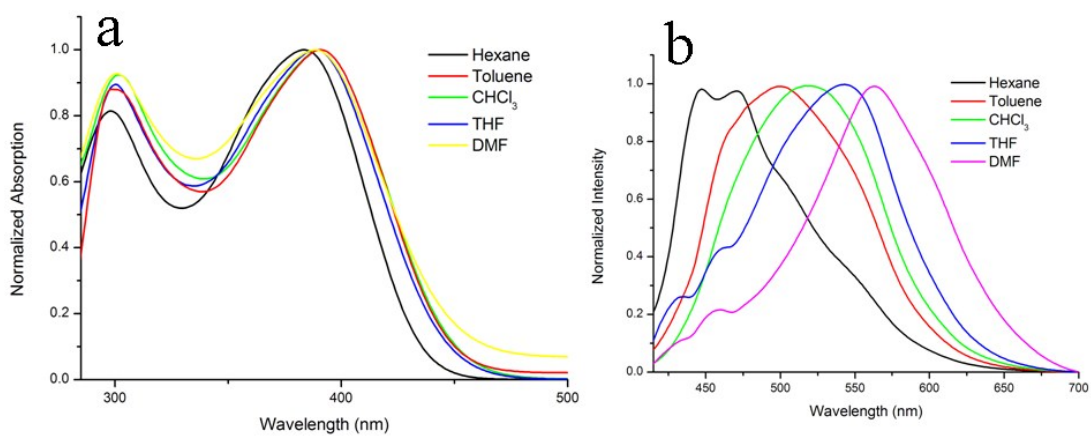 a
Normalized Absorption
1.0
0.8
0.6
0.4
0.2
0.0
300
400
500
Wavelength (nm)
Hexane
Toluene
CHCl₃
THF
DMF
b
Normalized Intensity
1.0
0.8
0.6
0.4
0.2
0.0
450
500
550
600
650
700
Wavelength (nm)
Hexane
Toluene
CHCl₃
THF
DMF